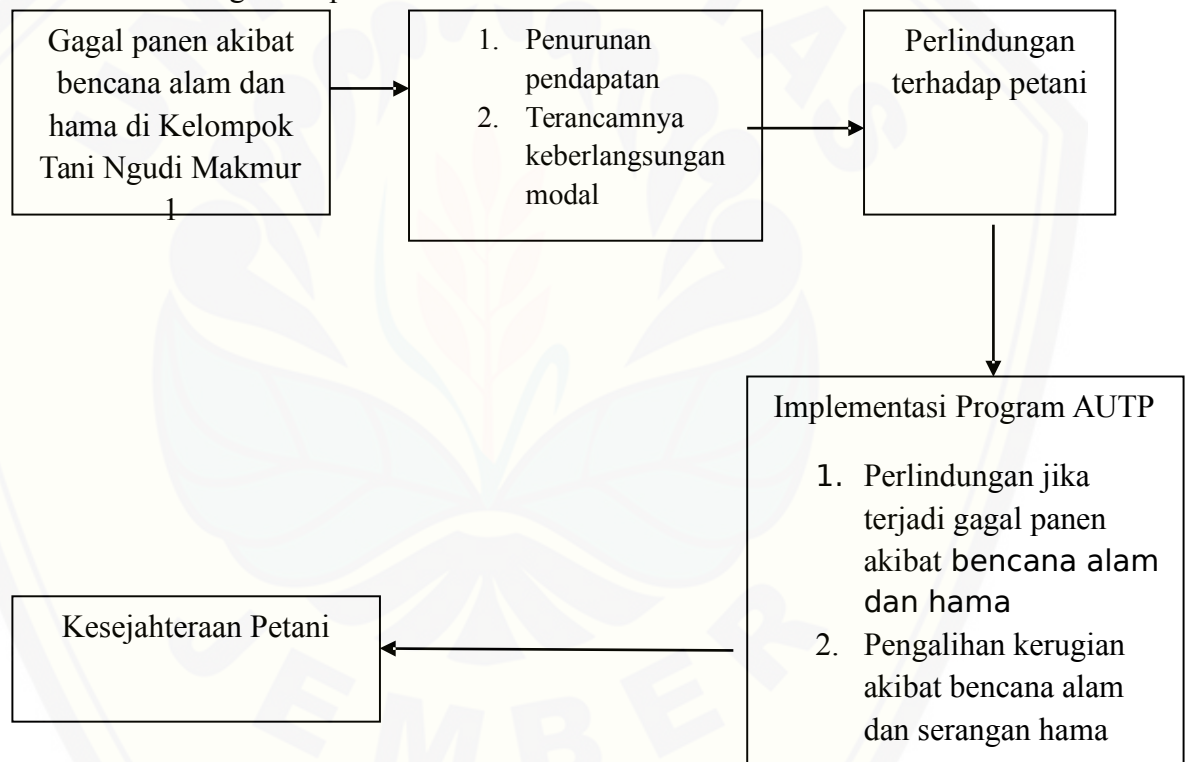 Gagal panen akibat
bencana alam dan
hama di Kelompok
Tani Ngudi Makmur
1
1. Penurunan
pendapatan
2. Terancamnya
keberlangsungan
modal
Perlindungan
terhadap petani
Implementasi Program AUTP
1. Perlindungan jika
terjadi gagal panen
akibat bencana alam
dan hama
2. Pengalihan kerugian
akibat bencana alam
dan serangan hama
Kesejahteraan Petani